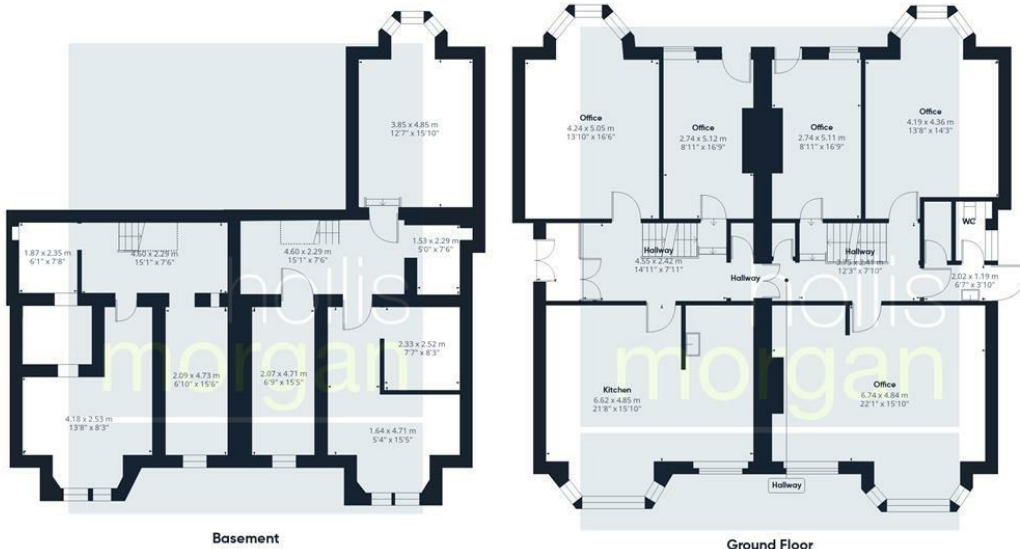 3.85 x 4.85 m
12'7" x 15'10"
1.87 x 2.35 m
6'1" x 7'8"
4.60 x 2.29 m
15'1" x 7'6"
4.60 x 2.29 m
15'1" x 7'6"
1.53 x 2.29 m
5'0" x 7'6"
2.33 x 2.52 m
7'7" x 8'3"
2.09 x 4.73 m
6'10" x 15'6"
2.07 x 4.71 m
6'9" x 15'5"
4.18 x 2.53 m
13'8" x 8'3"
1.64 x 4.71 m
5'4" x 15'5"
hollis
morgan
Basement
Office
4.24 x 5.05 m
13'10" x 16'6"
Office
2.74 x 5.12 m
8'11" x 16'9"
Office
2.74 x 5.11 m
8'11" x 16'9"
Office
4.19 x 4.36 m
13'8" x 14'3"
WC
Hallway
4.55 x 2.42 m
14'11" x 7'11"
Hallway
Hallway
3.75 x 2.41 m
12'3" x 7'10"
2.02 x 1.19 m
6'7" x 3'10"
hollis
morgan
Kitchen
6.62 x 4.85 m
21'8" x 15'10"
Office
6.74 x 4.84 m
22'1" x 15'10"
Hallway
Ground Floor